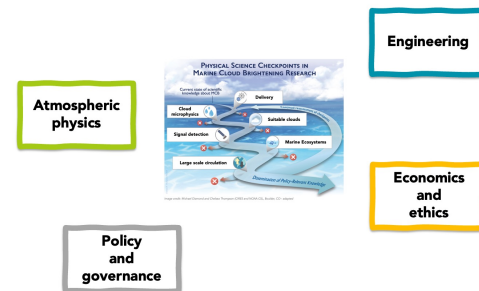 Engineering
PHYSICAL SCIENCE CHECKPOINTS IN
MARINE CLOUD BRIGHTENING RESEARCH
Current state of scientific
knowledge about MCB
Delivery
Cloud
microphysics
Suitable clouds
Signal detection
Marine Ecosystems
Large scale circulation
Dissemination of Policy-Relevant Knowledge
Atmospheric
physics
Economics
and
ethics
Policy
and
governance